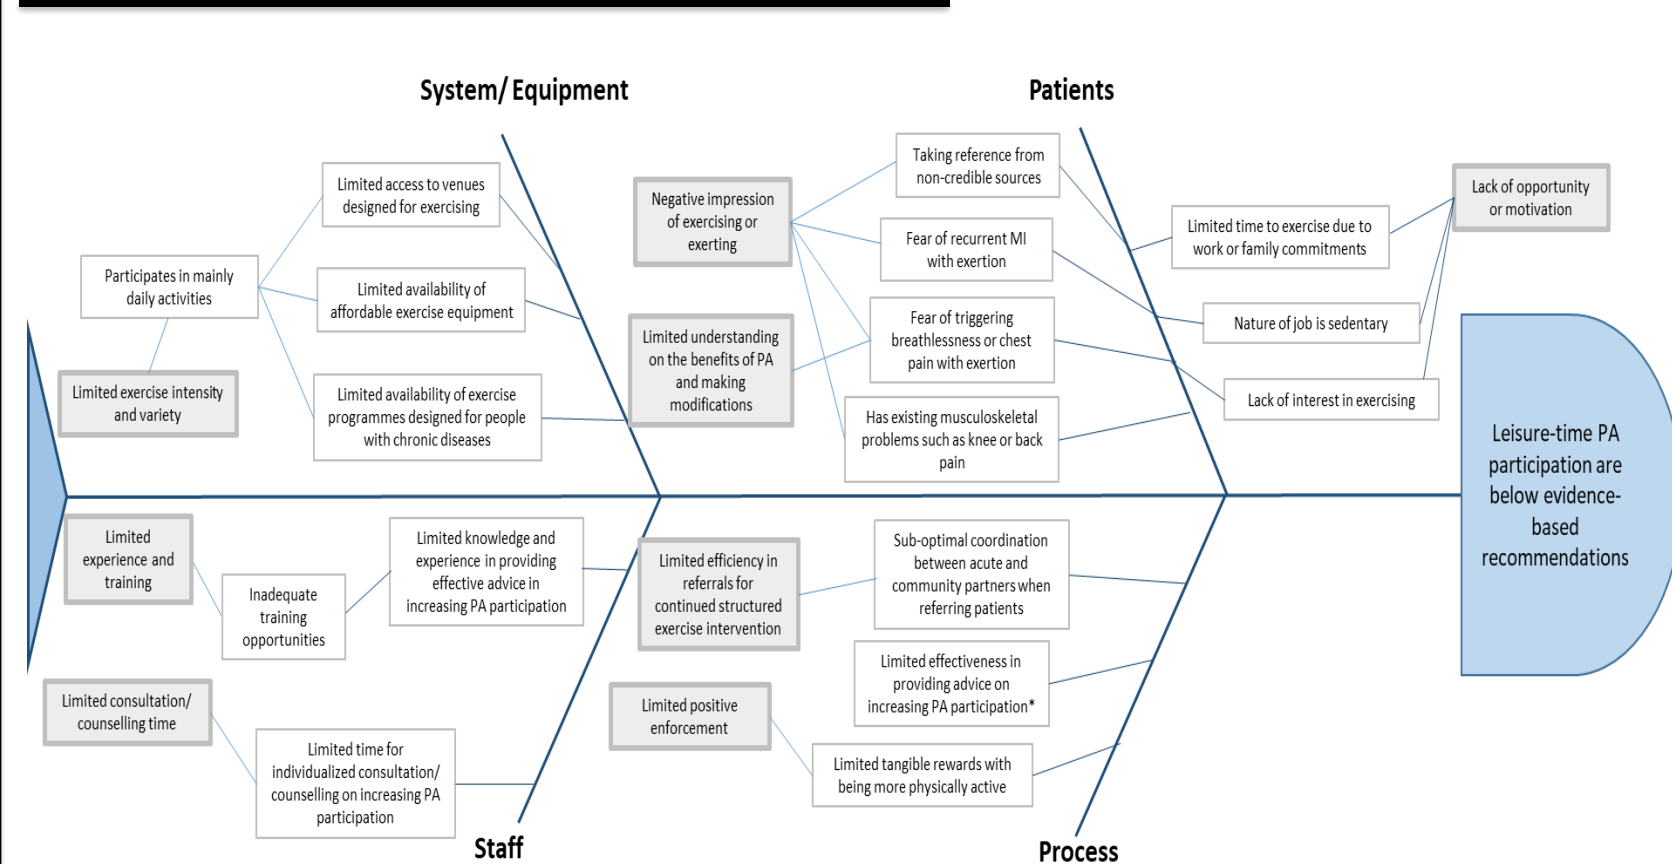 System/ Equipment
Patients
Limited access to venues
designed for exercising
Participates in mainly
daily activities
Limited availability of
affordable exercise equipment
Limited exercise intensity
and variety
Limited availability of exercise
programmes designed for people
with chronic diseases
Negative impression
of exercising or
exerting
Taking reference from
non-credible sources
Fear of recurrent MI
with exertion
Limited understanding
on the benefits of PA
and making
modifications
Fear of triggering
breathlessness or chest
pain with exertion
Has existing musculoskeletal
problems such as knee or back
pain
Limited time to exercise due to
work or family commitments
Lack of opportunity
or motivation
Nature of job is sedentary
Lack of interest in exercising
Leisure-time PA
participation are
below evidence-
based
recommendations
Limited
experience and
training
Inadequate
training
opportunities
Limited knowledge and
experience in providing
effective advice in
increasing PA participation
Limited consultation/
counselling time
Limited time for
individualized consultation/
counselling on increasing PA
participation
Limited efficiency in
referrals for
continued structured
exercise intervention
Sub-optimal coordination
between acute and
community partners when
referring patients
Limited effectiveness in
providing advice on
increasing PA participation*
Limited positive
enforcement
Limited tangible rewards with
being more physically active
Staff
Process